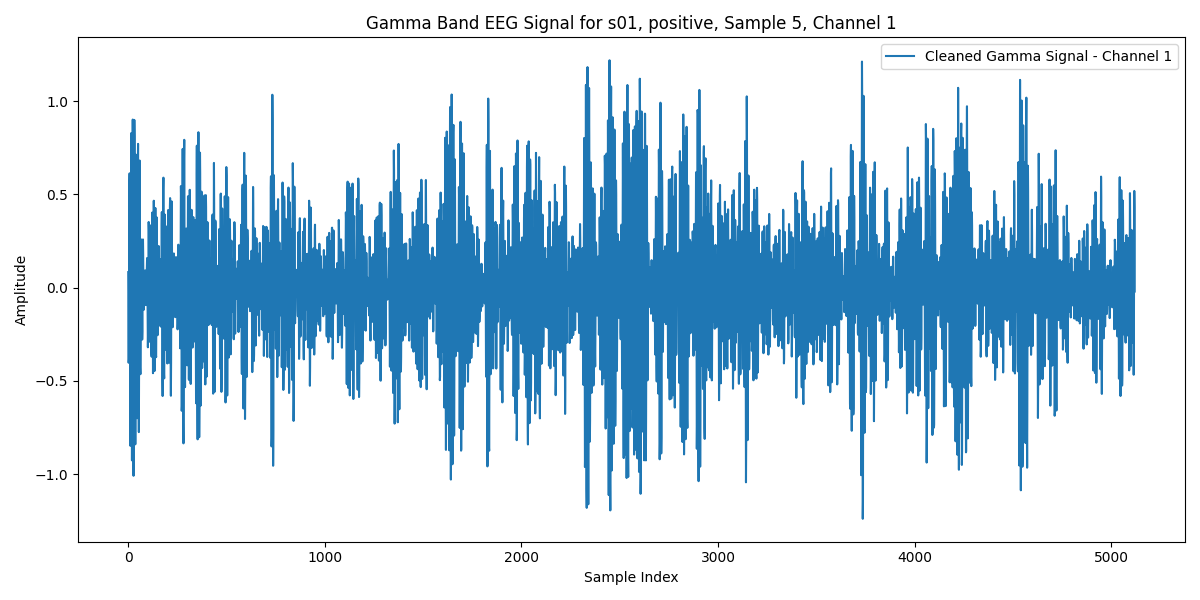 Gamma Band EEG Signal for s01, positive, Sample 5, Channel 1
Cleaned Gamma Signal - Channel 1
1.0
0.5
0.0
−0.5
−1.0
Amplitude
0 1000 2000 3000 4000 5000
Sample Index